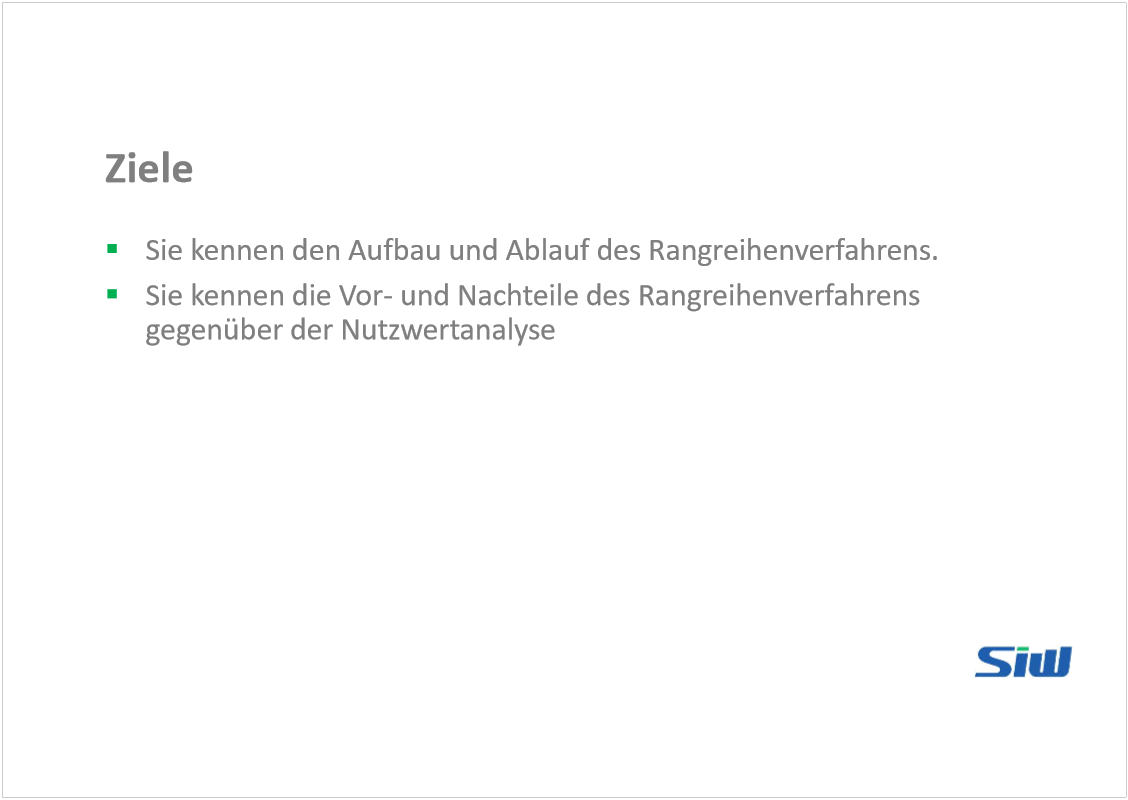 Ziele
▪ Sie kennen den Aufbau und Ablauf des Rangreihenverfahrens.
▪ Sie kennen die Vor- und Nachteile des Rangreihenverfahrens
gegenüber der Nutzwertanalyse
Siw